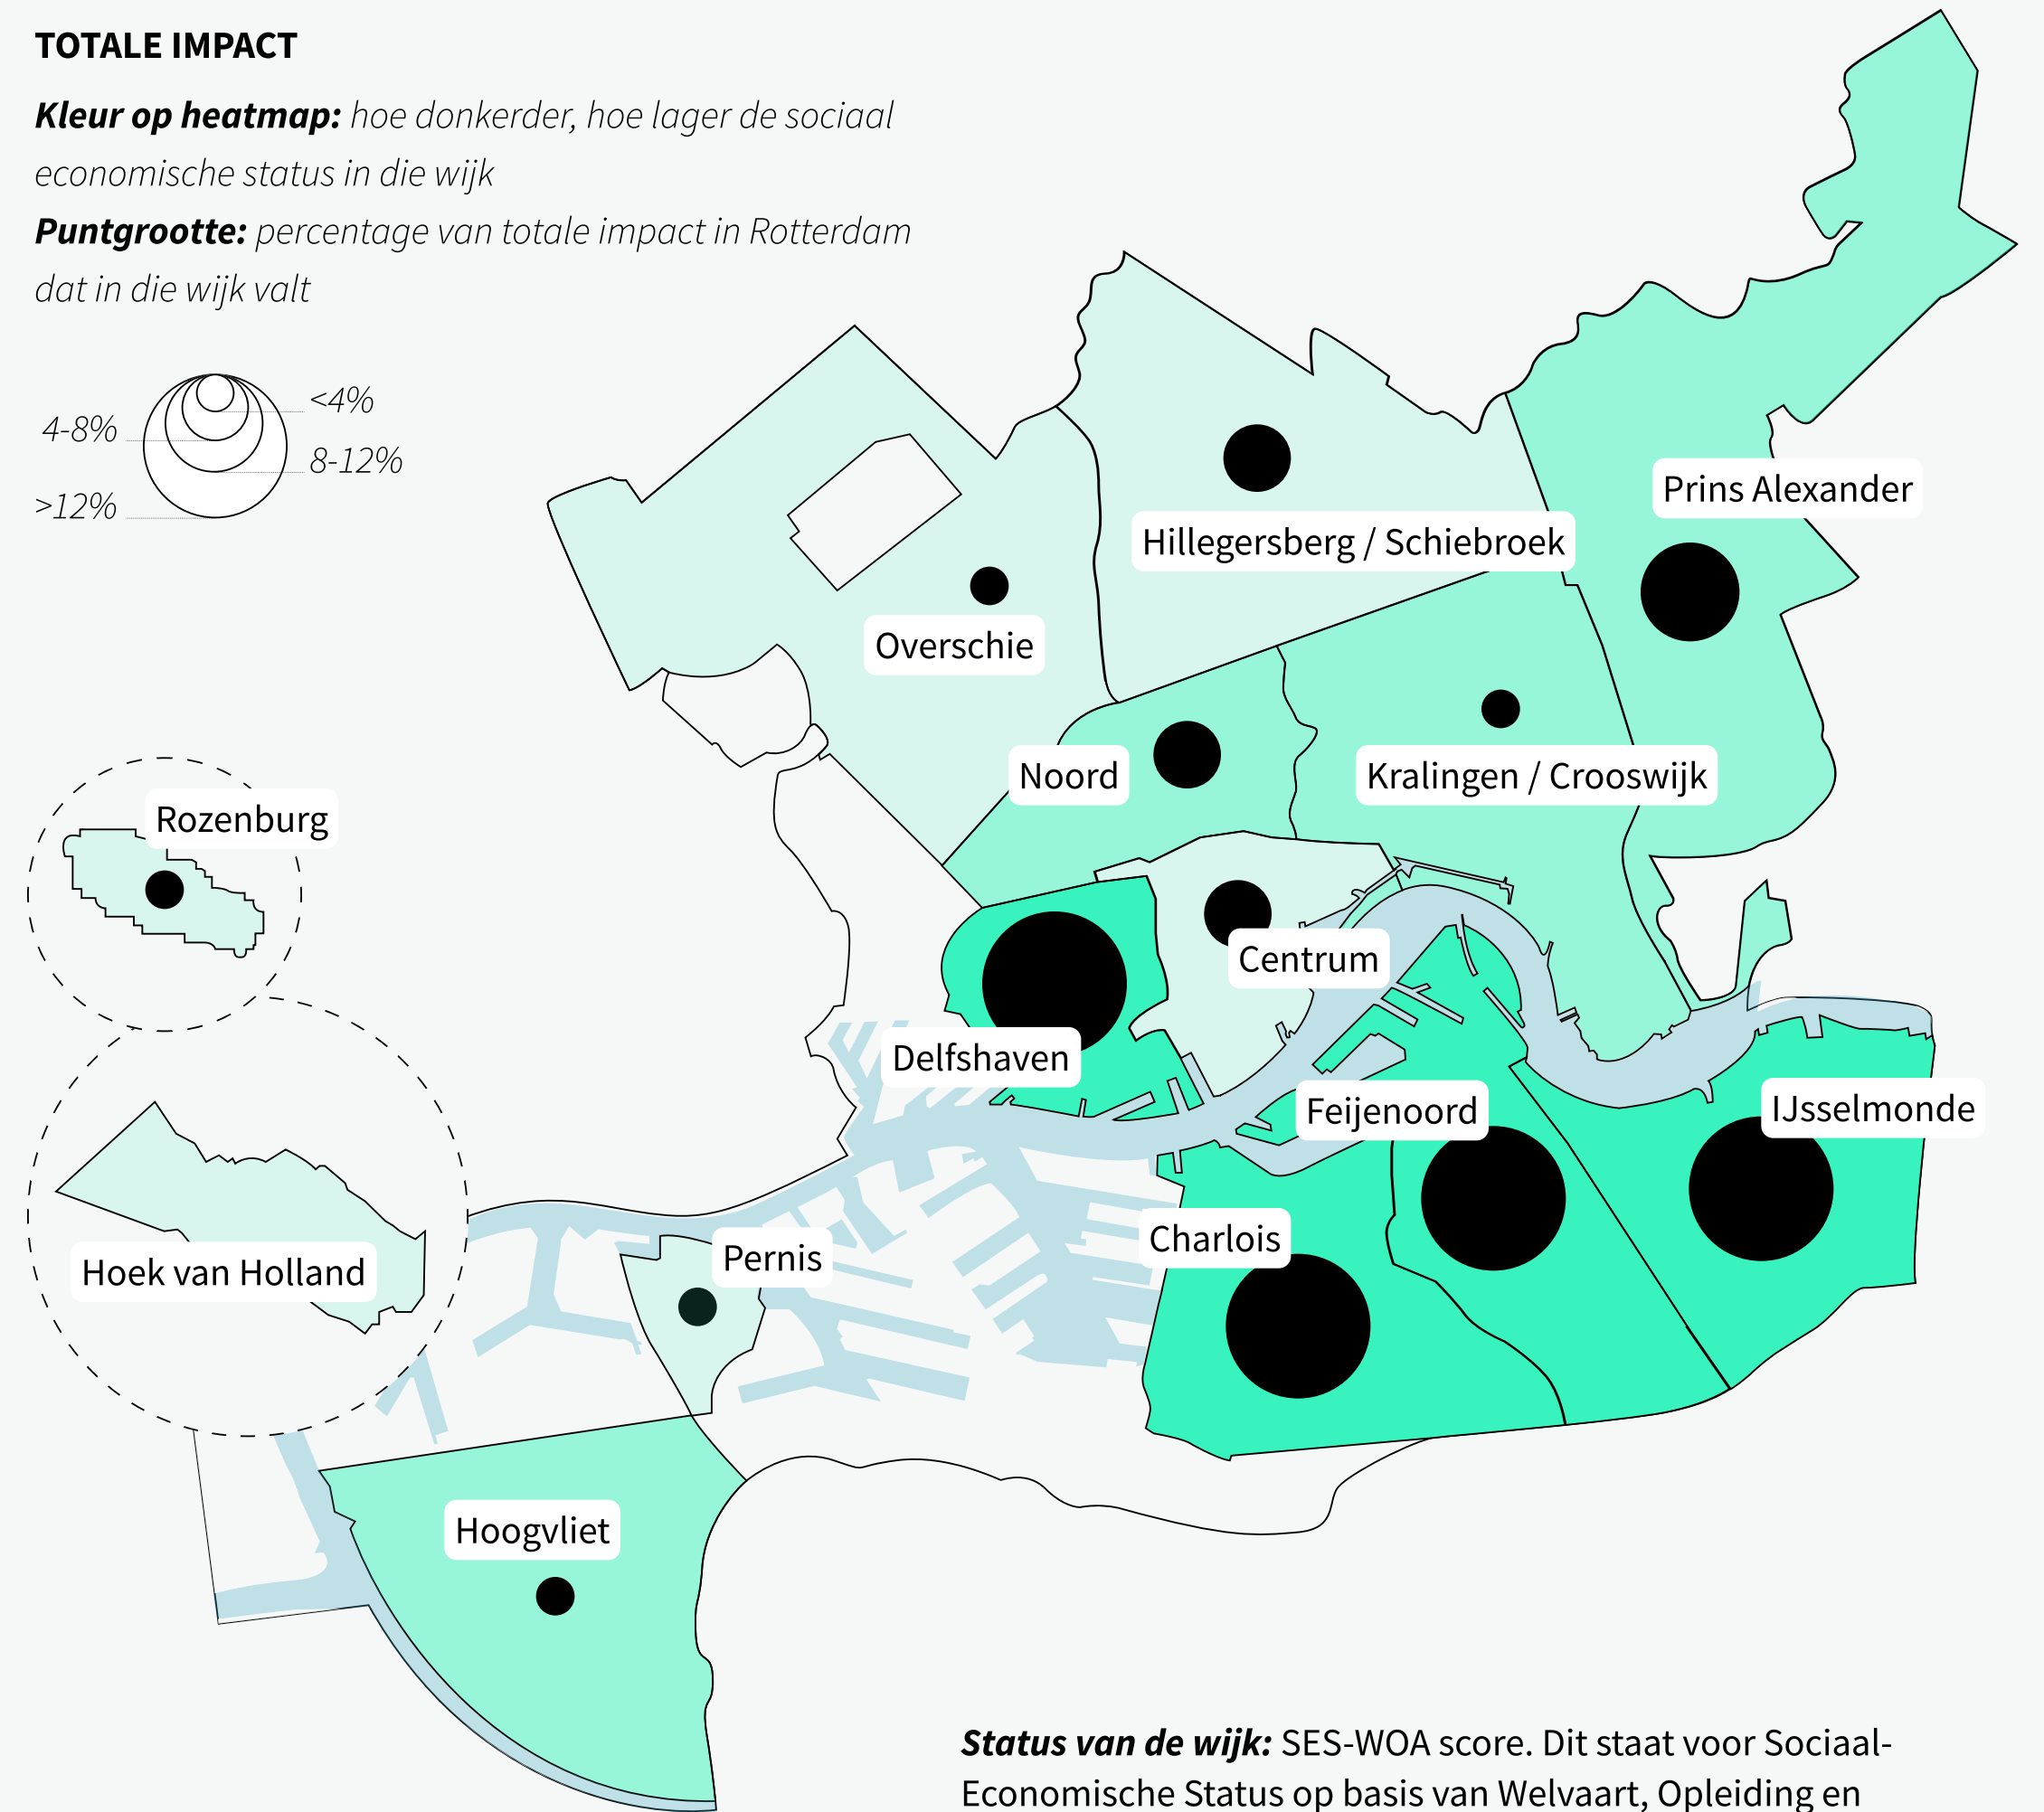 TOTALE IMPACT
Kleur op heatmap: hoe donkerder, hoe lager de sociaal
economische status in die wijk
Puntgrootte: percentage van totale impact in Rotterdam
dat in die wijk valt
<4%
4-8%
8-12%
>12%
Prins Alexander
Hillegersberg / Schiebroek
Overschie
Noord
Kralingen / Crooswijk
Rozenburg
Centrum
Delfshaven
Feijenoord
IJsselmonde
Charlois
Pernis
Hoek van Holland
Hoogvliet
Status van de wijk: SES-WOA score. Dit staat voor Sociaal-
Economische Status op basis van Welvaart, Opleiding en